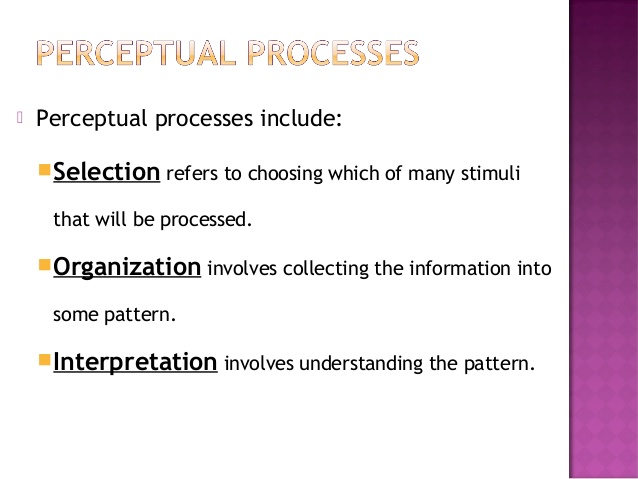 PERCEPTUAL PROCESSES
Perceptual processes include:
Selection refers to choosing which of many stimuli
that will be processed.
Organization involves collecting the information into
some pattern.
Interpretation involves understanding the pattern.